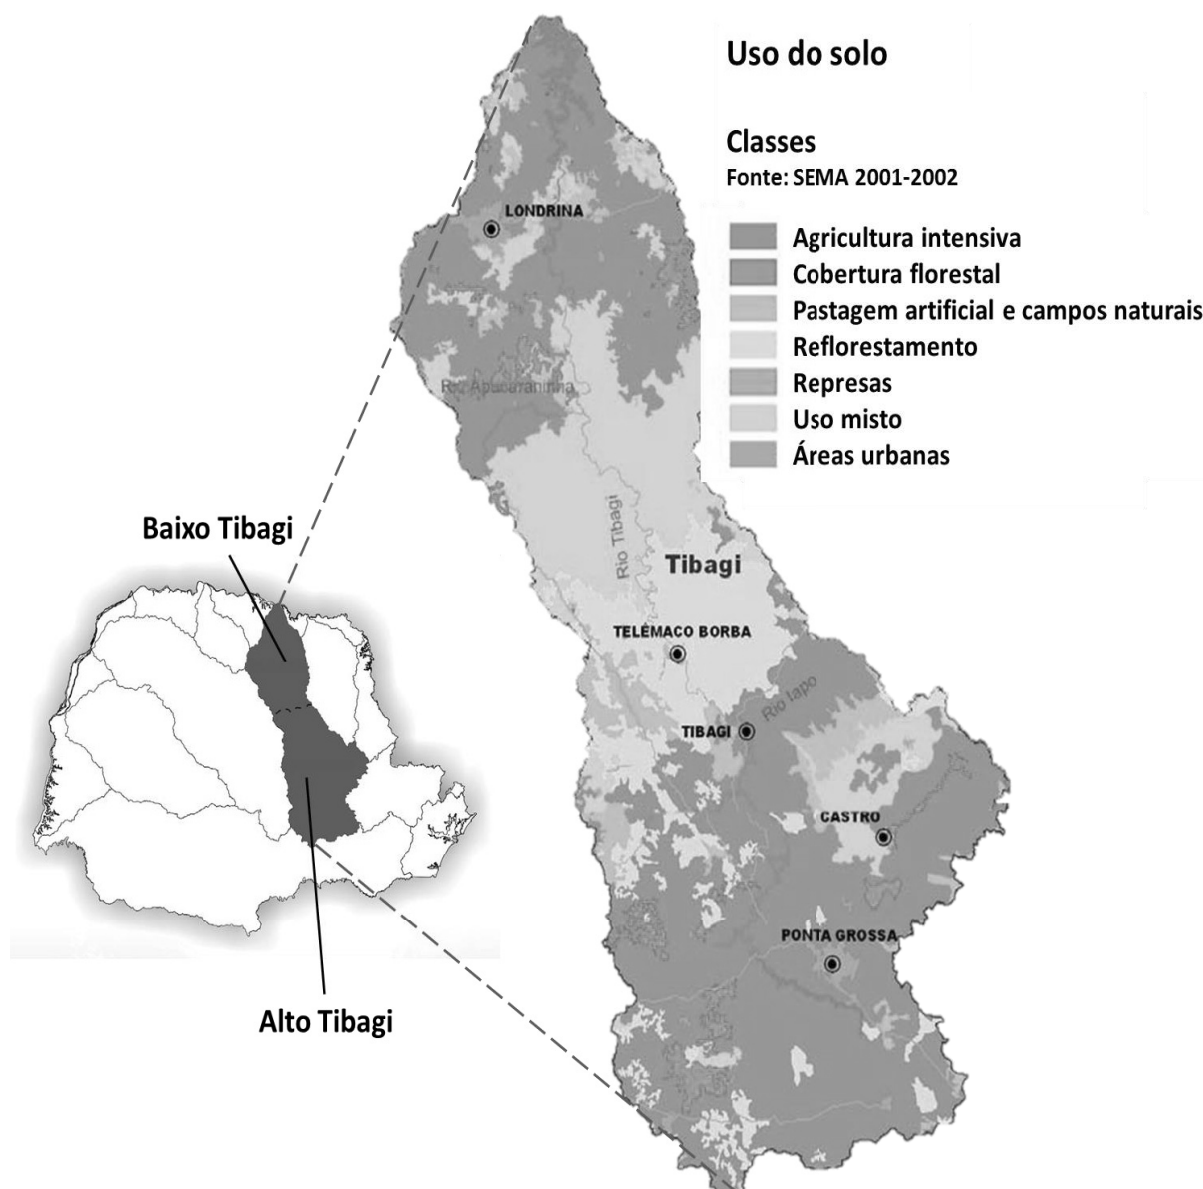 Uso do solo
Classes
Fonte: SEMA 2001-2002
Agricultura intensiva
Cobertura florestal
Pastagem artificial e campos naturais
Reflorestamento
Represas
Uso misto
Áreas urbanas
LONDRINA
Rio Apucaraninha
Rio Tibagi
Tibagi
TELÊMACO BORBA
Rio Iapo
TIBAGI
CASTRO
PONTA GROSSA
Baixo Tibagi
Alto Tibagi